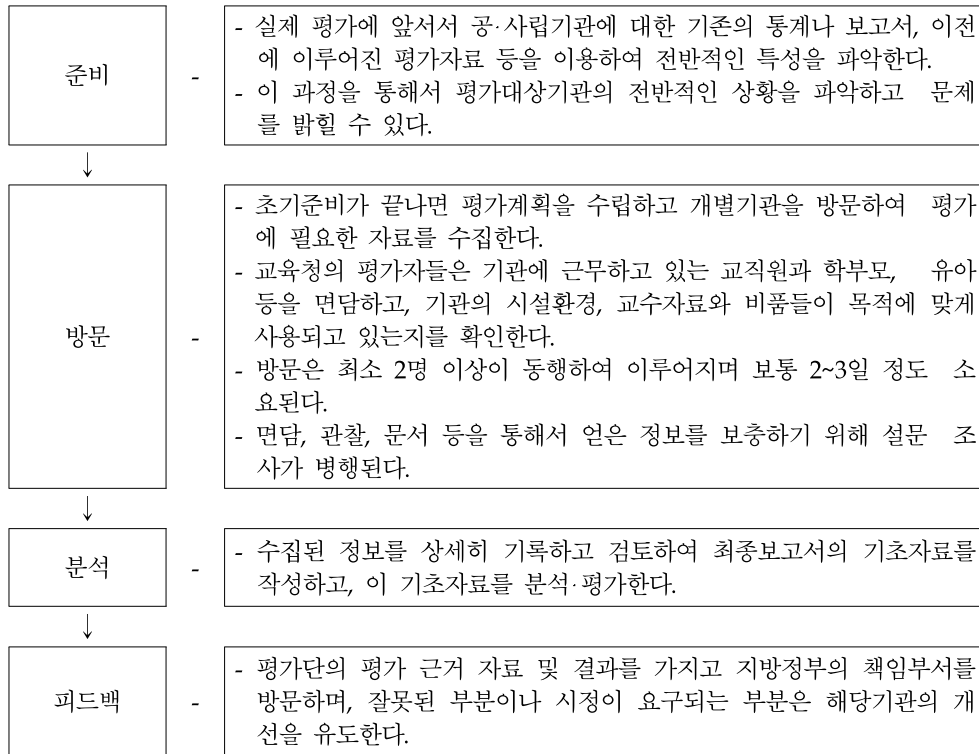 준비
-
- 실제 평가에 앞서서 공·사립기관에 대한 기존의 통계나 보고서, 이전
에 이루어진 평가자료 등을 이용하여 전반적인 특성을 파악한다.
- 이 과정을 통해서 평가대상기관의 전반적인 상황을 파악하고 문제
를 밝힐 수 있다.
↓
방문
-
- 초기준비가 끝나면 평가계획을 수립하고 개별기관을 방문하여 평가
에 필요한 자료를 수집한다.
- 교육청의 평가자들은 기관에 근무하고 있는 교직원과 학부모, 유아
등을 면담하고, 기관의 시설환경, 교수자료와 비품들이 목적에 맞게
사용되고 있는지를 확인한다.
- 방문은 최소 2명 이상이 동행하여 이루어지며 보통 2~3일 정도 소
요된다.
- 면담, 관찰, 문서 등을 통해서 얻은 정보를 보충하기 위해 설문 조
사가 병행된다.
↓
분석
-
- 수집된 정보를 상세히 기록하고 검토하여 최종보고서의 기초자료를
작성하고, 이 기초자료를 분석·평가한다.
↓
피드백
-
- 평가단의 평가 근거 자료 및 결과를 가지고 지방정부의 책임부서를
방문하며, 잘못된 부분이나 시정이 요구되는 부분은 해당기관의 개
선을 유도한다.